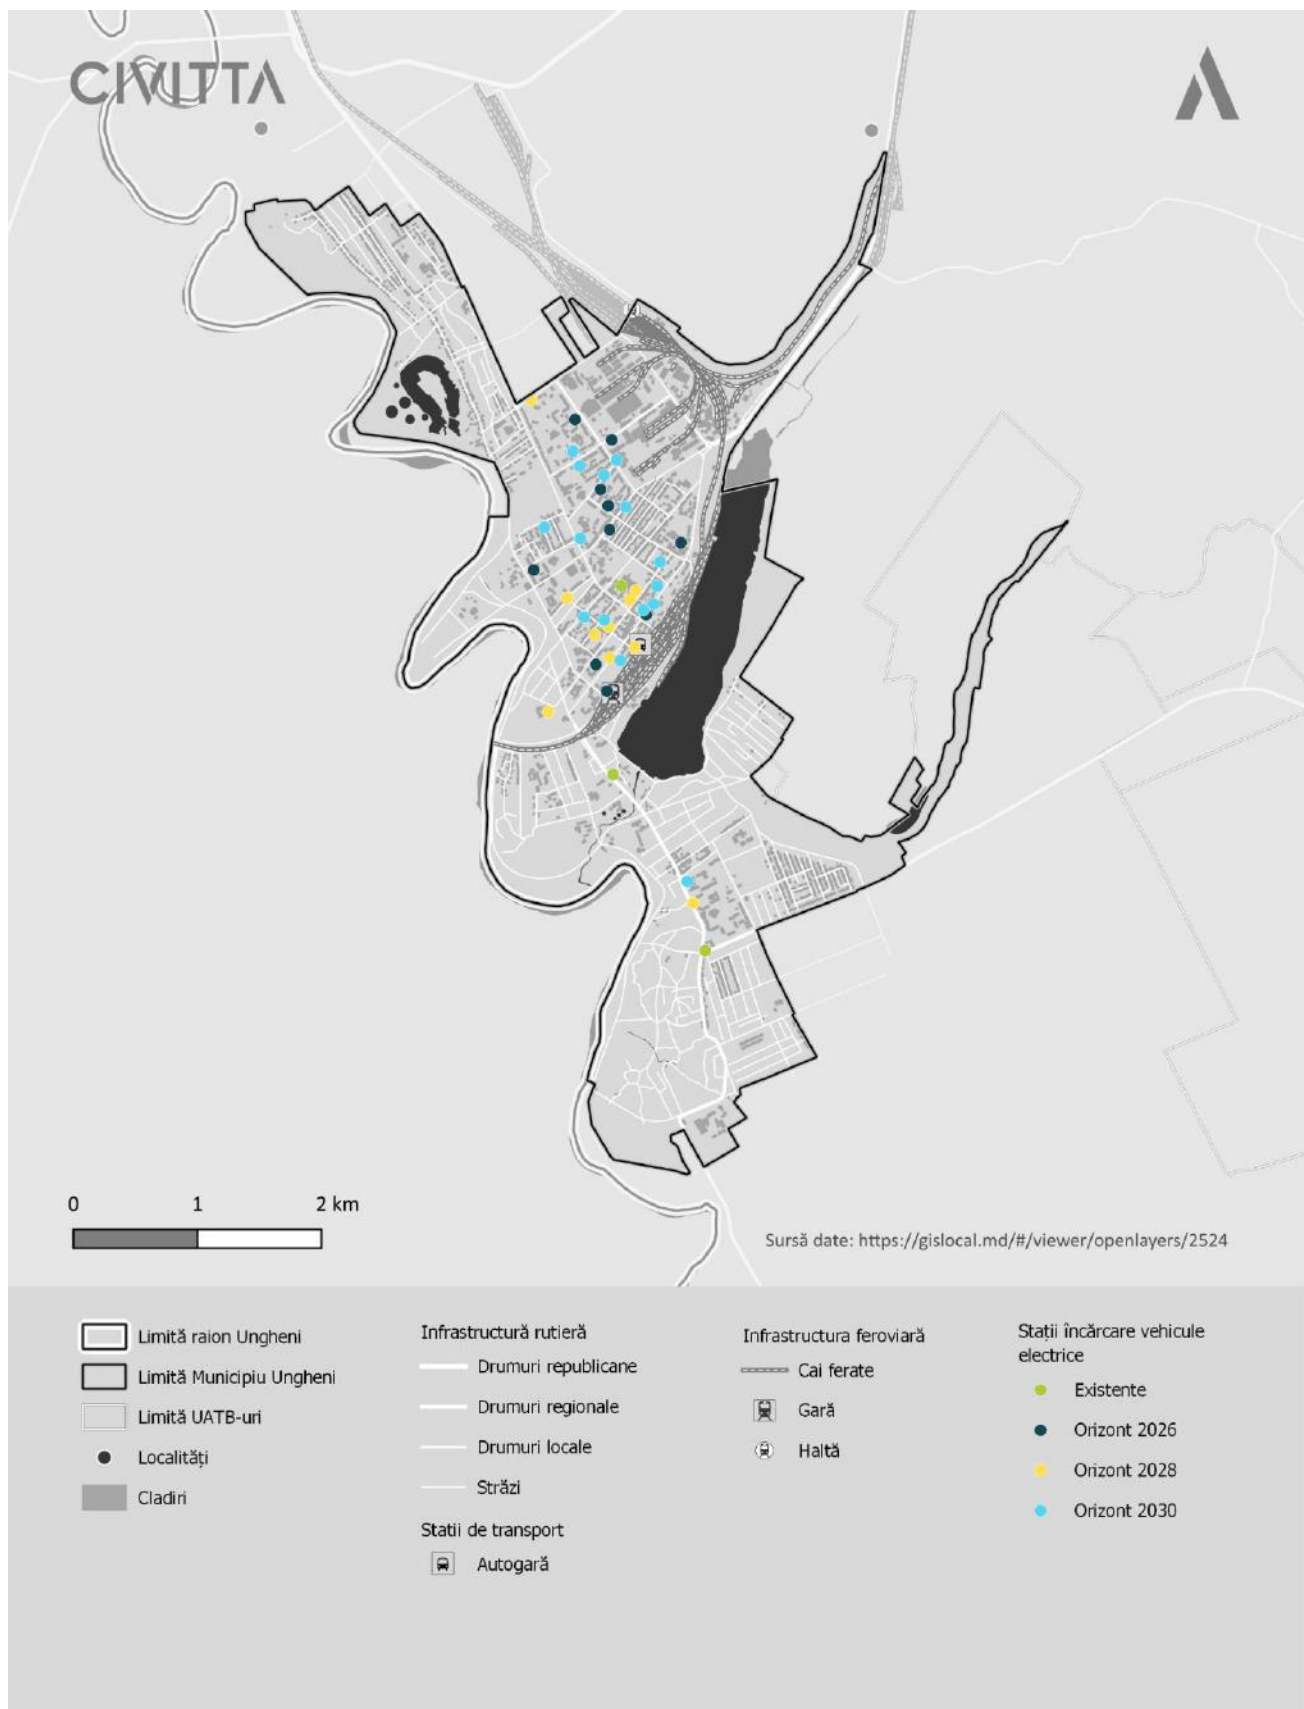 CIVITTA
0 1 2 km
Sursă date: https://gislocal.md/#/viewer/openlayers/2524
Limită raion Ungheni
Limită Municipiu Ungheni
Limită UATB-uri
Localități
Cladiri
Infrastructură rutieră
Drumuri republicane
Drumuri regionale
Drumuri locale
Străzi
Statii de transport
Autogară
Infrastructura feroviară
Cai ferate
Gară
Haltă
Stații încărcare vehicule
electrice
Existente
Orizont 2026
Orizont 2028
Orizont 2030